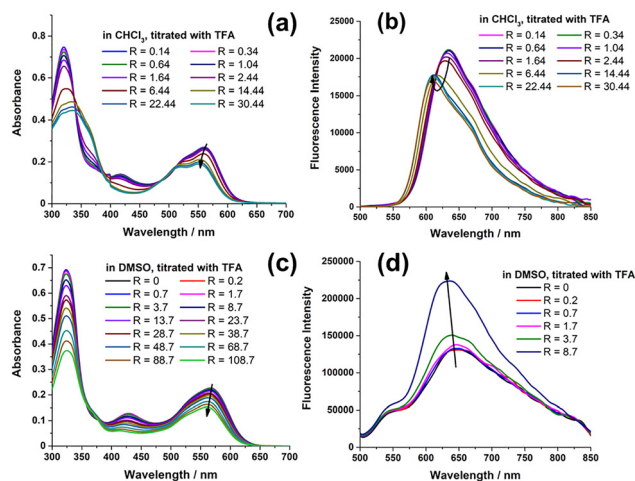 (a)
in CHCl3, titrated with TFA
R = 0.14 R = 0.34
R = 0.64 R = 1.04
R = 1.64 R = 2.44
R = 6.44 R = 14.44
R = 22.44 R = 30.44
0.8
0.6
0.4
0.2
0.0
Absorbance
300 350 400 450 500 550 600 650 700
Wavelength / nm
(b)
in CHCl3, titrated with TFA
R = 0.14 R = 0.34
R = 0.64 R = 1.04
R = 1.64 R = 2.44
R = 6.44 R = 14.44
R = 22.44 R = 30.44
30000
25000
20000
15000
10000
5000
0
Fluorescence Intensity
500 550 600 650 700 750 800 850
Wavelength / nm
(c)
in DMSO, titrated with TFA
R = 0 R = 0.2
R = 0.7 R = 1.7
R = 3.7 R = 8.7
R = 13.7 R = 23.7
R = 28.7 R = 38.7
R = 48.7 R = 68.7
R = 88.7 R = 108.7
0.7
0.6
0.5
0.4
0.3
0.2
0.1
0
Absorbance
300 350 400 450 500 550 600 650 700
Wavelength / nm
(d)
in DMSO, titrated with TFA
R = 0
R = 0.2
R = 0.7
R = 1.7
R = 3.7
R = 8.7
250000
200000
150000
100000
50000
0
Fluorescence Intensity
500 550 600 650 700 750 800 850
Wavelength / nm